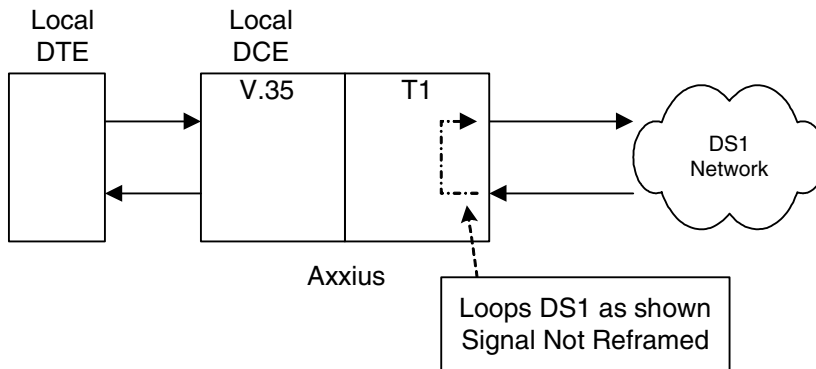 Local
DTE
Local
DCE
V.35
T1
DS1
Network
Axxius
Loops DS1 as shown
Signal Not Reframed